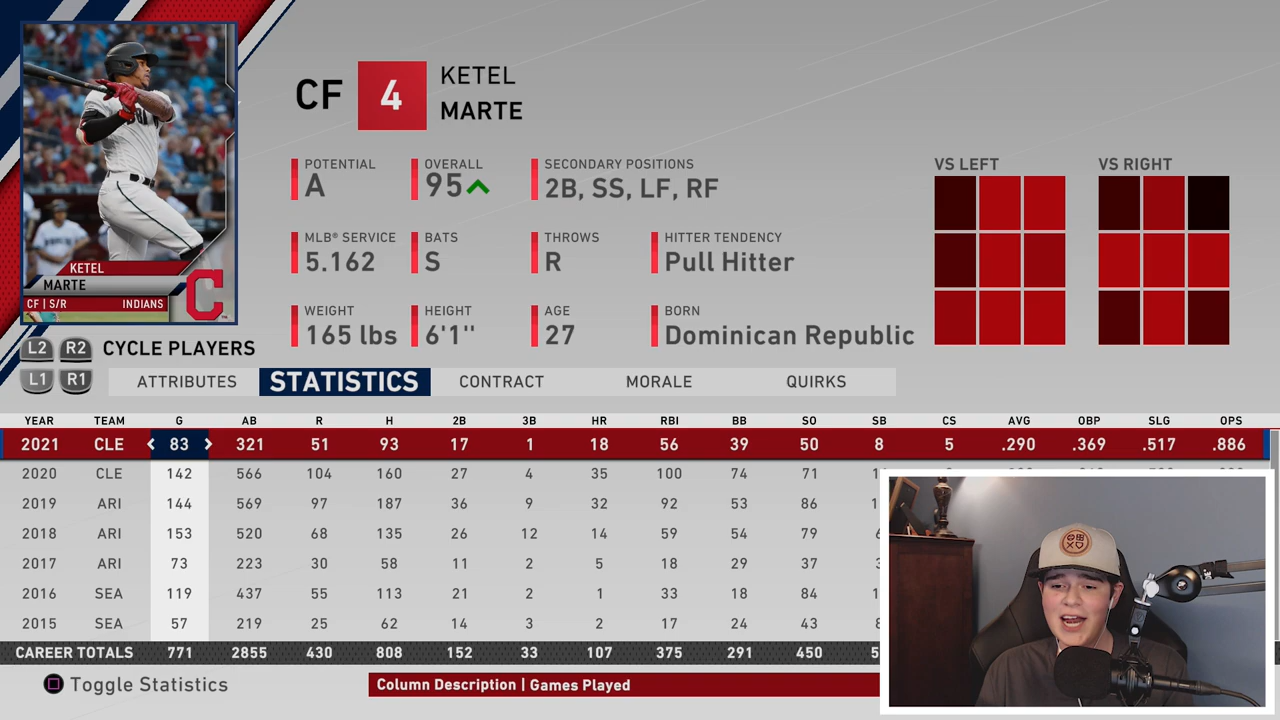 KETEL
MARTE
CF | S/R INDIANS
CF 4 KETEL
MARTE
POTENTIAL OVERALL SECONDARY POSITIONS
A 95 2B, SS, LF, RF
MLB® SERVICE BATS THROWS HITTER TENDENCY
5.162 S R Pull Hitter
WEIGHT HEIGHT AGE BORN
165 lbs 6'1'' 27 Dominican Republic
VS LEFT VS RIGHT
L2 R2 CYCLE PLAYERS
L1 R1 ATTRIBUTES STATISTICS CONTRACT MORALE QUIRKS
YEAR TEAM G AB R H 2B 3B HR RBI BB SO SB CS AVG OBP SLG OPS
2021 CLE 83 321 51 93 17 1 18 56 39 50 8 5 .290 .369 .517 .886
2020 CLE 142 566 104 160 27 4 35 100 74 71
2019 ARI 144 569 97 187 36 9 32 92 53 86
2018 ARI 153 520 68 135 26 12 14 59 54 79
2017 ARI 73 223 30 58 11 2 5 18 29 37
2016 SEA 119 437 55 113 21 2 1 33 18 84
2015 SEA 57 219 25 62 14 3 2 17 24 43
CAREER TOTALS 771 2855 430 808 152 33 107 375 291 450
Toggle Statistics
Column Description | Games Played